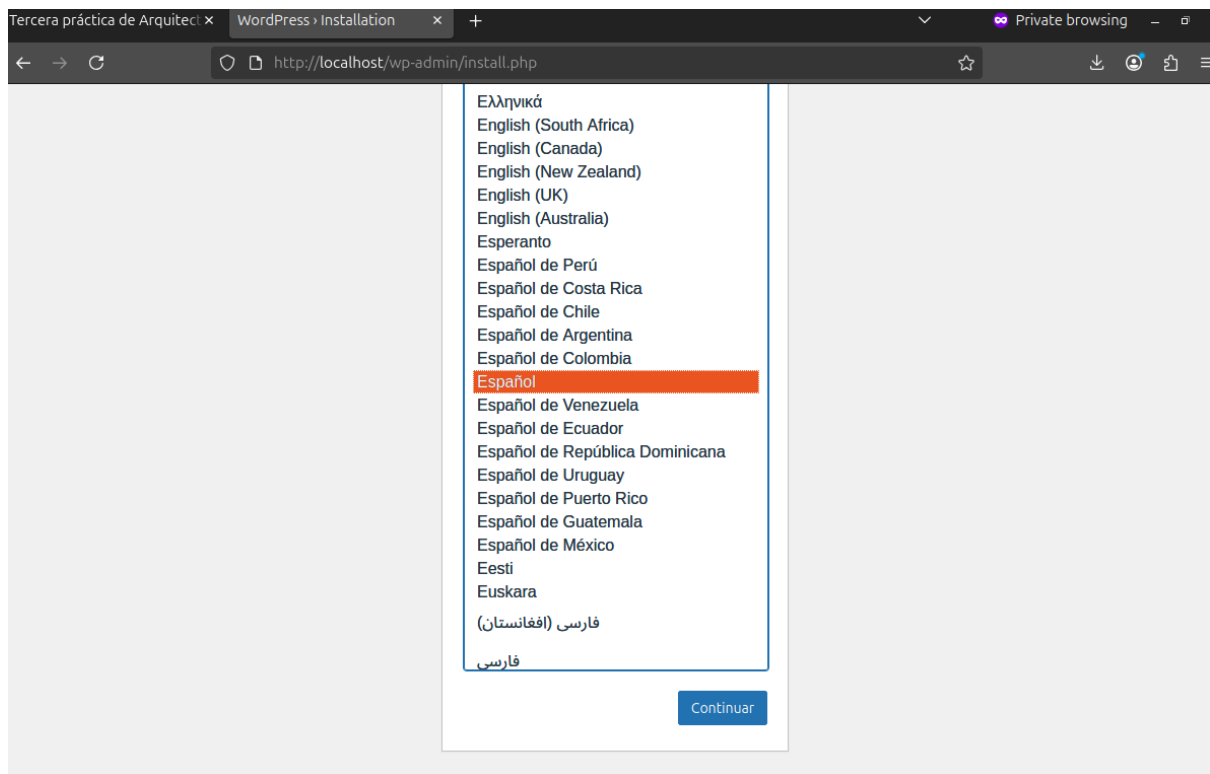 Tercera práctica de Arquitect
WordPress › Installation
Private browsing
http://localhost/wp-admin/install.php
Ελληνικά
English (South Africa)
English (Canada)
English (New Zealand)
English (UK)
English (Australia)
Esperanto
Español de Perú
Español de Costa Rica
Español de Chile
Español de Argentina
Español de Colombia
Español
Español de Venezuela
Español de Ecuador
Español de República Dominicana
Español de Uruguay
Español de Puerto Rico
Español de Guatemala
Español de México
Eesti
Euskara
فارسی (افغانستان)
فارسی
Continuar